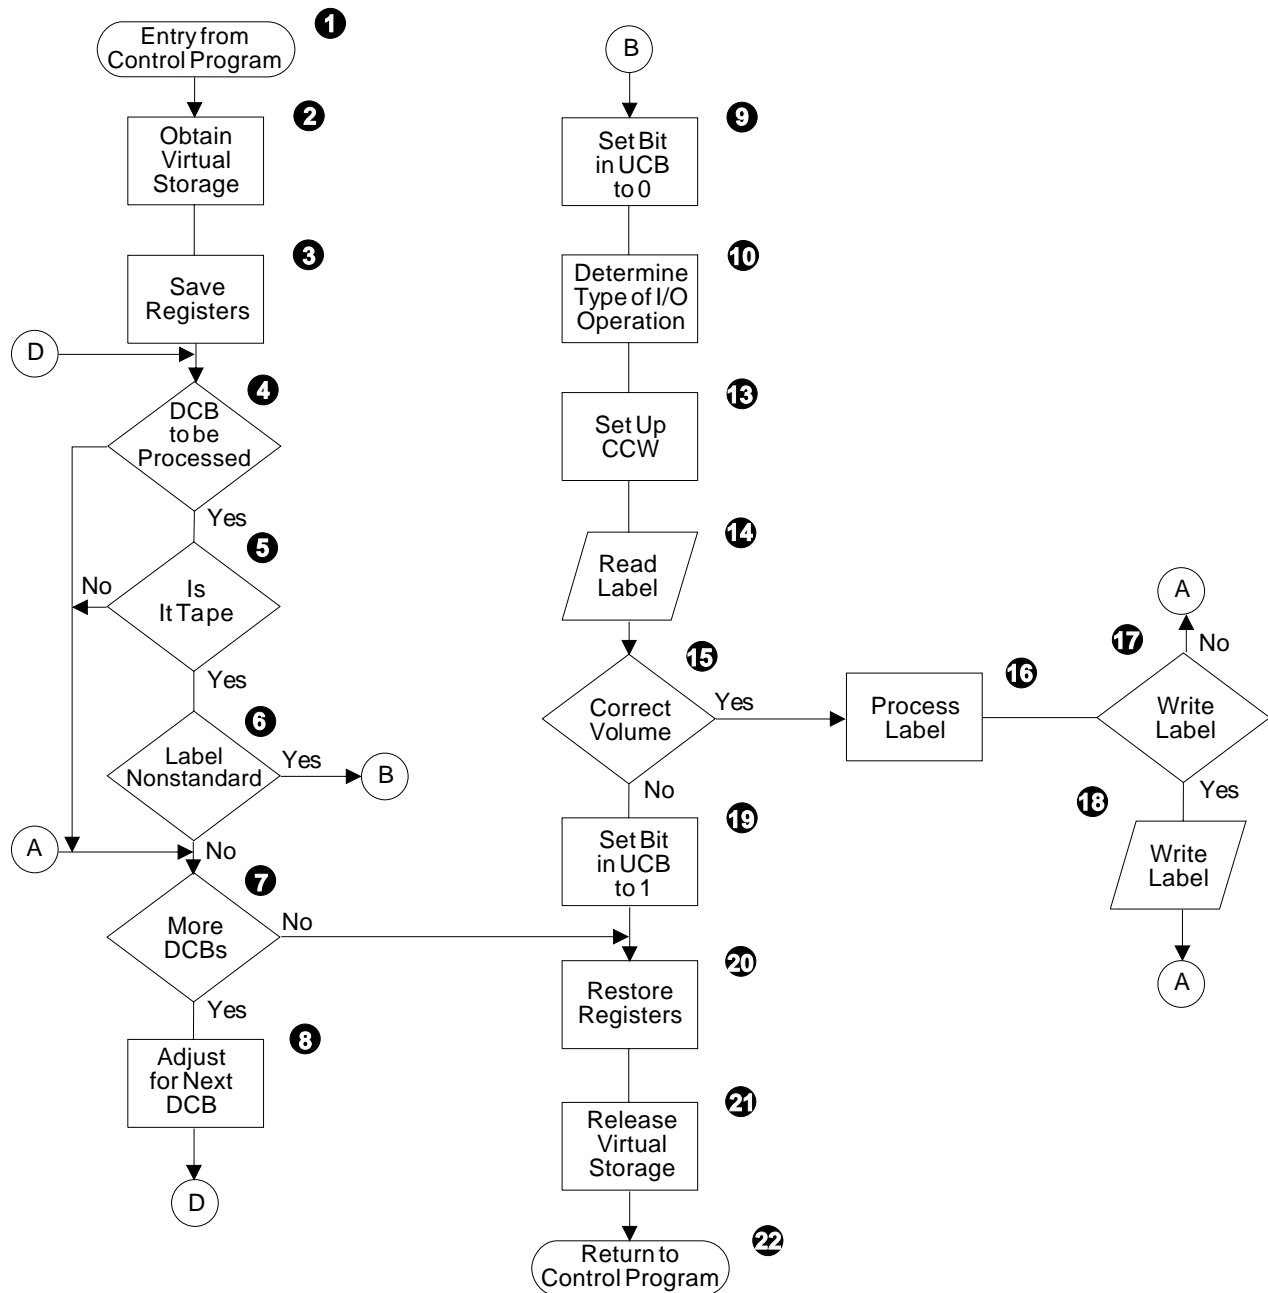 1
Entry from
Control Program
2
Obtain
Virtual
Storage
3
Save
Registers
D
4
DCB
to be
Processed
Yes
5
No
Is
It Tape
Yes
6
Label
Nonstandard
Yes
B
A
No
7
More
DCBs
No
Yes
8
Adjust
for Next
DCB
D
B
9
Set Bit
in UCB
to 0
10
Determine
Type of I/O
Operation
13
Set Up
CCW
14
Read
Label
15
Correct
Volume
Yes
No
16
Process
Label
A
17
No
Write
Label
Yes
18
Write
Label
A
19
Set Bit
in UCB
to 1
20
Restore
Registers
21
Release
Virtual
Storage
22
Return to
Control Program